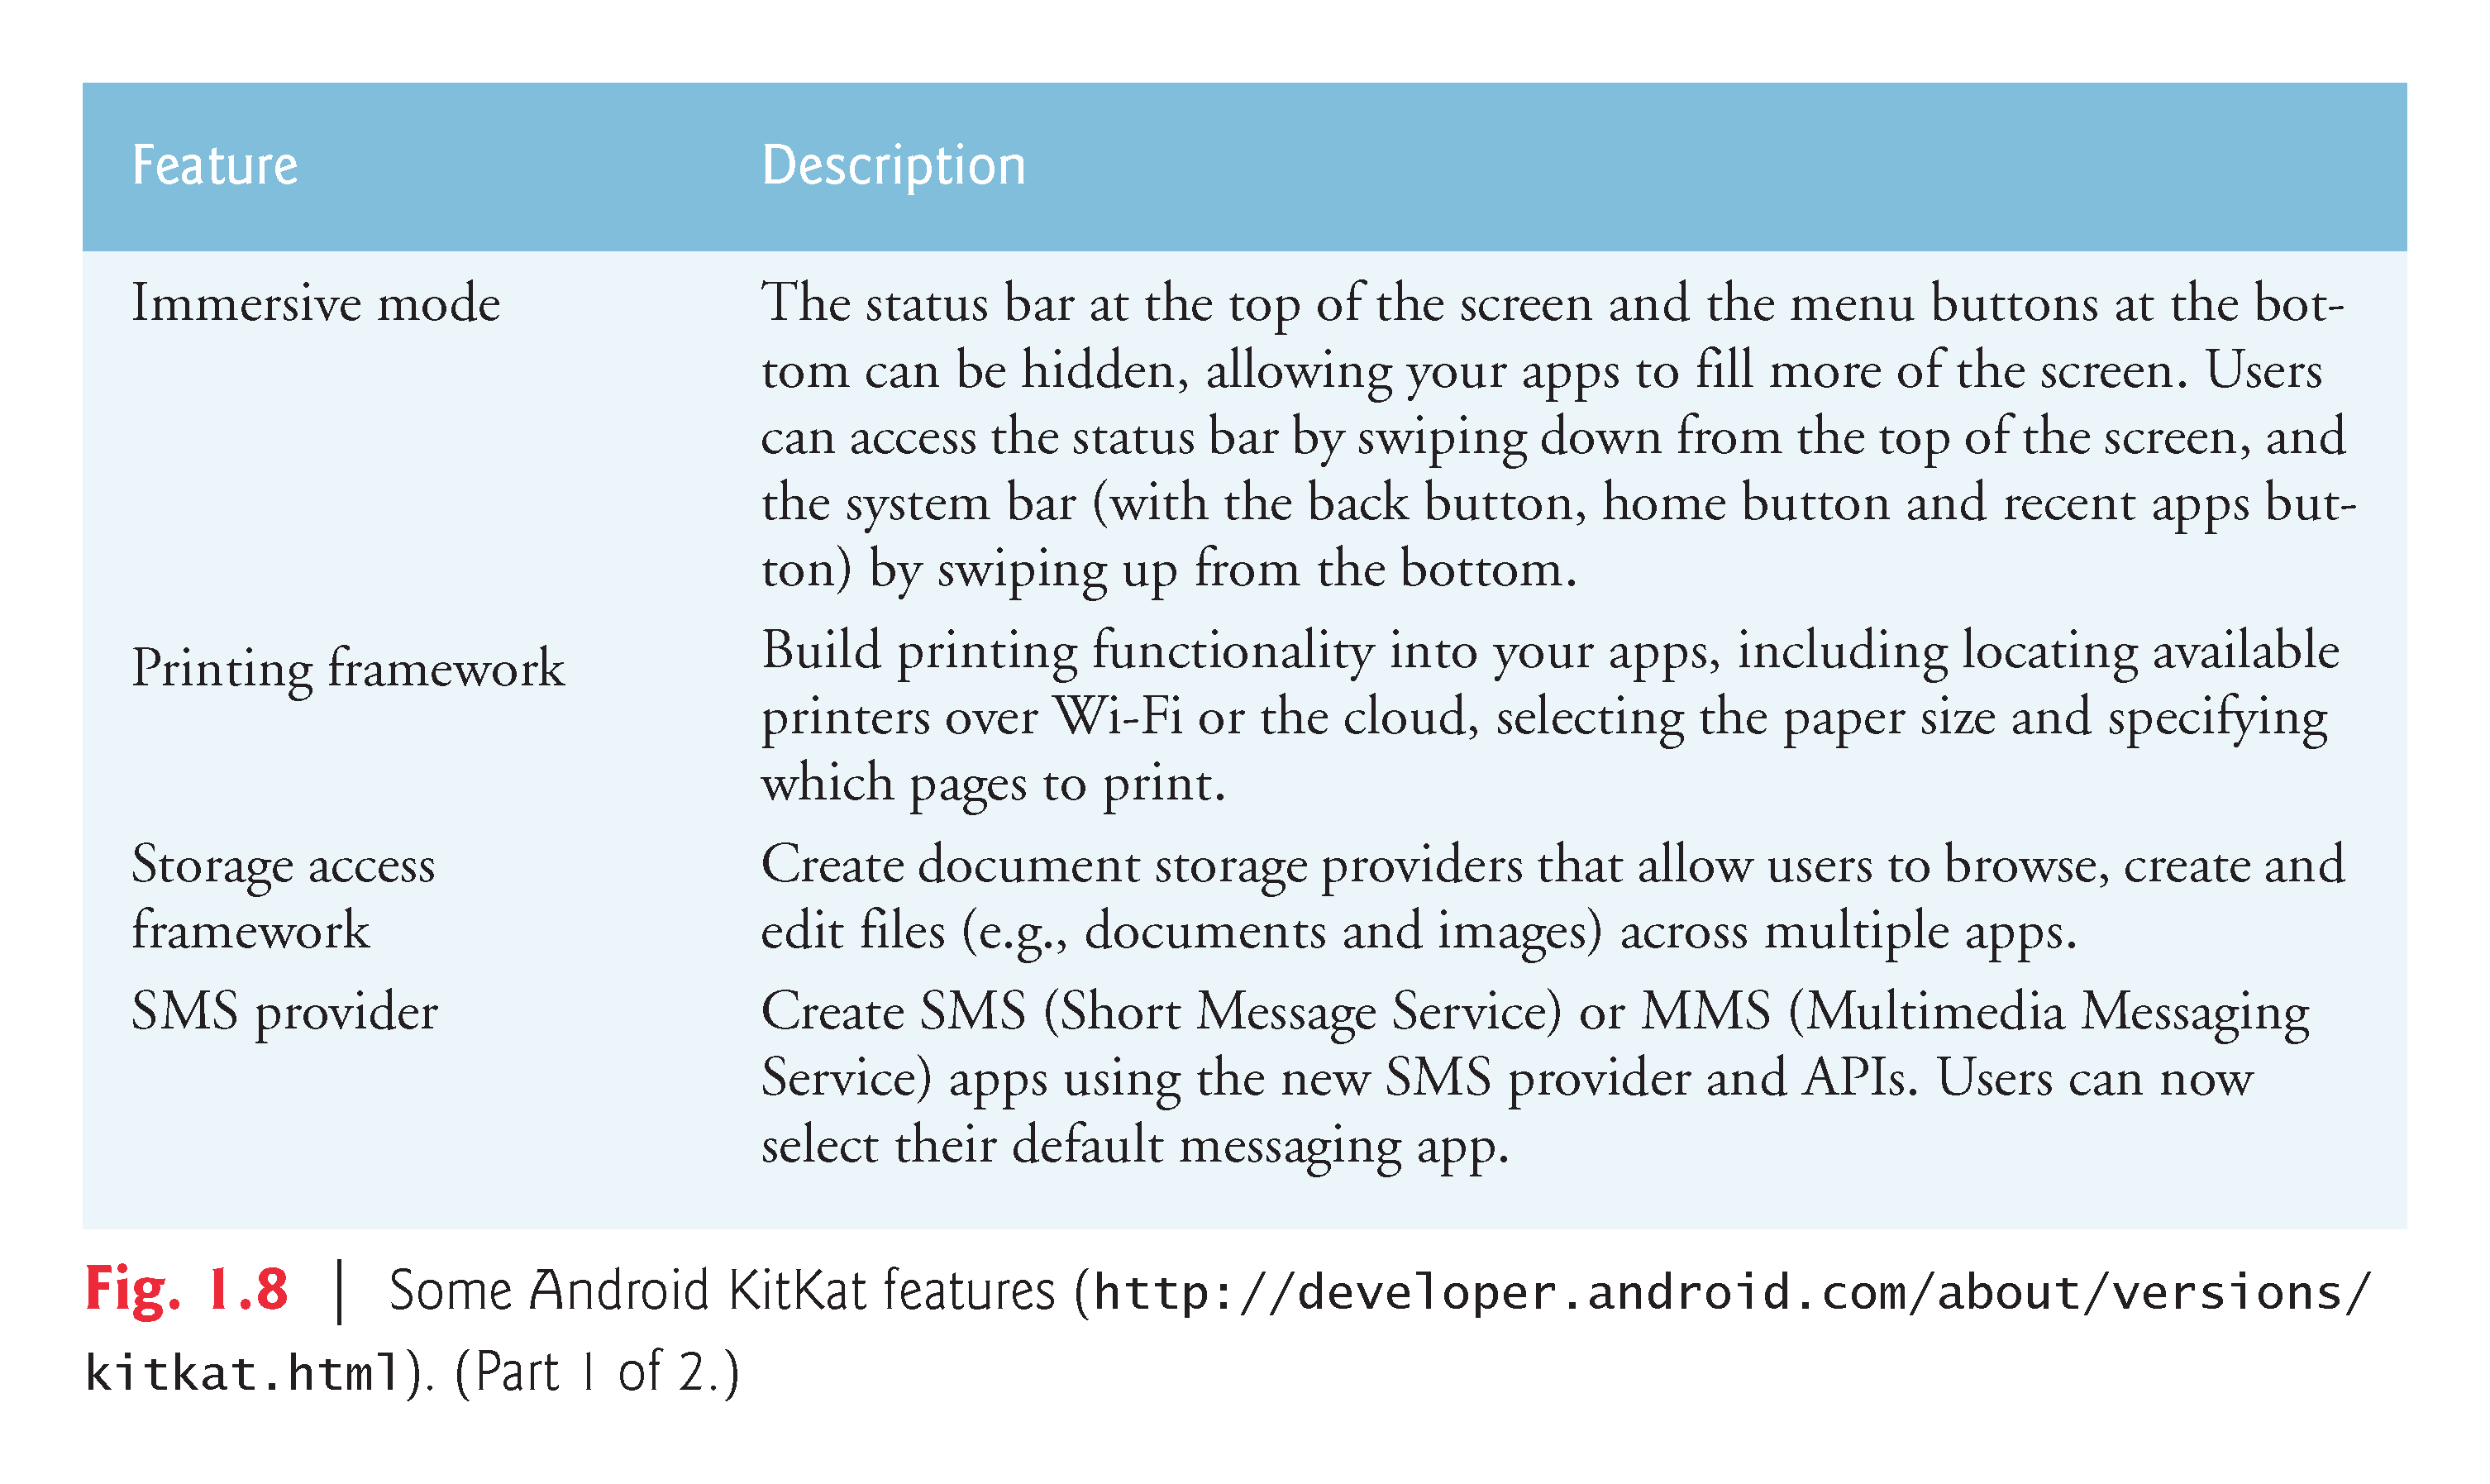 Feature Description
Immersive mode The status bar at the top of the screen and the menu buttons at the bot-
tom can be hidden, allowing your apps to fill more of the screen. Users
can access the status bar by swiping down from the top of the screen, and
the system bar (with the back button, home button and recent apps but-
ton) by swiping up from the bottom.
Printing framework Build printing functionality into your apps, including locating available
printers over Wi-Fi or the cloud, selecting the paper size and specifying
which pages to print.
Storage access Create document storage providers that allow users to browse, create and
framework edit files (e.g., documents and images) across multiple apps.
SMS provider Create SMS (Short Message Service) or MMS (Multimedia Messaging
Service) apps using the new SMS provider and APIs. Users can now
select their default messaging app.
Fig. 1.8 | Some Android KitKat features (http://developer.android.com/about/versions/
kitkat.html). (Part 1 of 2.)